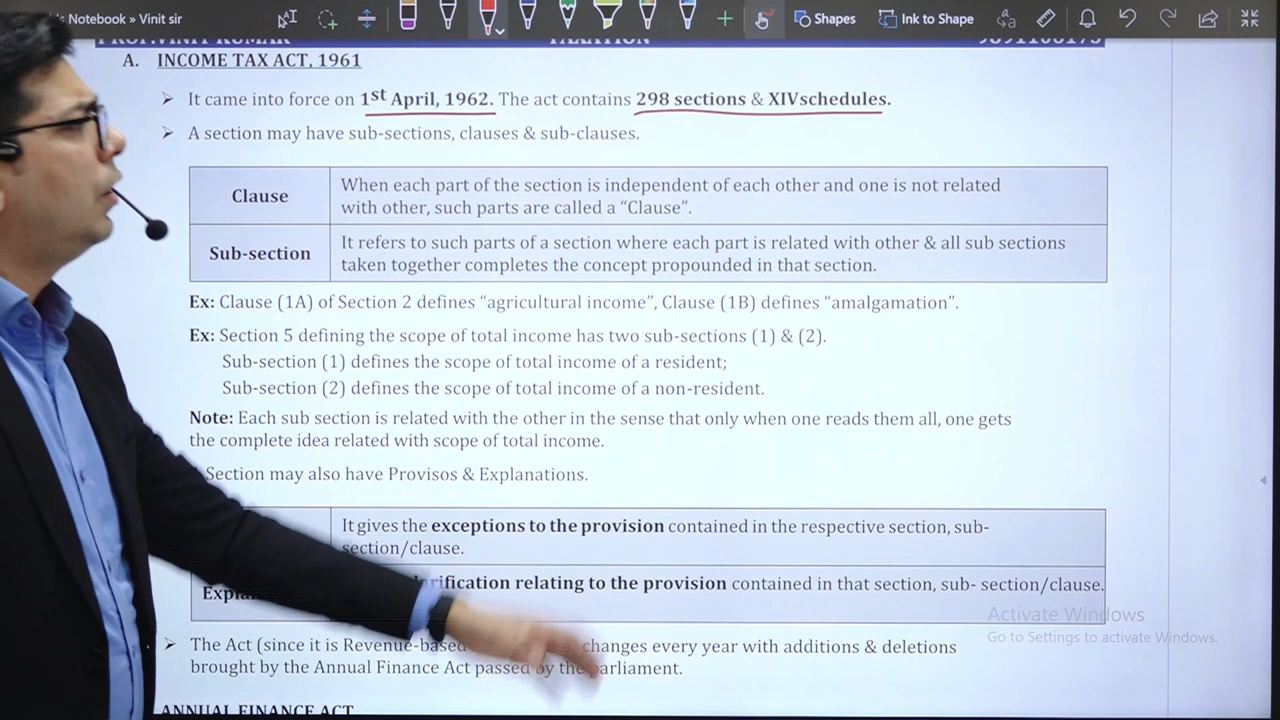 's Notebook » Vinit sir
Shapes
Ink to Shape
PROF.VINIT KUMAR TAXATION
A. INCOME TAX ACT, 1961
➢ It came into force on 1st April, 1962. The act contains 298 sections & XIVschedules.
➢ A section may have sub-sections, clauses & sub-clauses.
Clause
When each part of the section is independent of each other and one is not related
with other, such parts are called a “Clause”.
Sub-section
It refers to such parts of a section where each part is related with other & all sub sections
taken together completes the concept propounded in that section.
Ex: Clause (1A) of Section 2 defines “agricultural income”, Clause (1B) defines “amalgamation”.
Ex: Section 5 defining the scope of total income has two sub-sections (1) & (2).
Sub-section (1) defines the scope of total income of a resident;
Sub-section (2) defines the scope of total income of a non-resident.
Note: Each sub section is related with the other in the sense that only when one reads them all, one gets
the complete idea related with scope of total income.
Section may also have Provisos & Explanations.
It gives the exceptions to the provision contained in the respective section, sub-
section/clause.
relating to the provision contained in that section, sub- section/clause.
Activate Windows
Go to Settings to activate Windows.
➢ The Act (since it is Revenue-based changes every year with additions & deletions
brought by the Annual Finance Act passed by the parliament.
ANNUAL FINANCE ACT